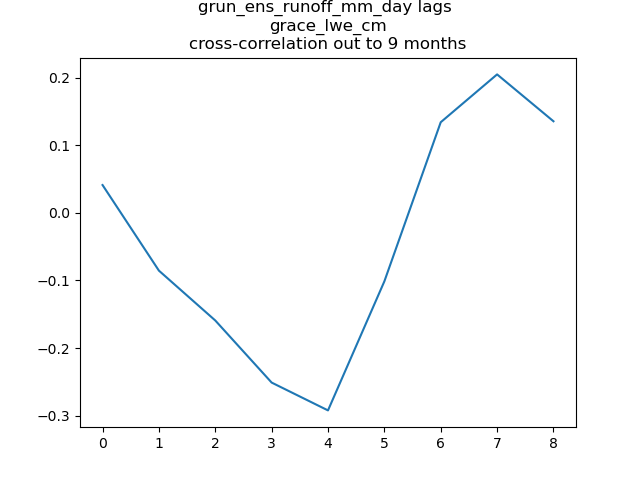 grun_ens_runoff_mm_day lags
grace_lwe_cm
cross-correlation out to 9 months
0.2
0.1
0.0
−0.1
−0.2
−0.3
0 1 2 3 4 5 6 7 8